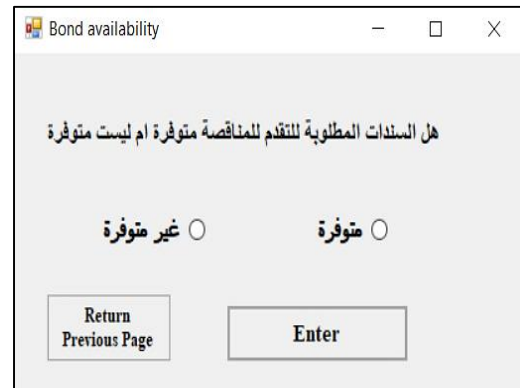 Bond availability
هل السندات المطلوبة للتقدم للمناقصة متوفرة ام ليست متوفرة
متوفرة
غير متوفرة
Return
Previous Page
Enter